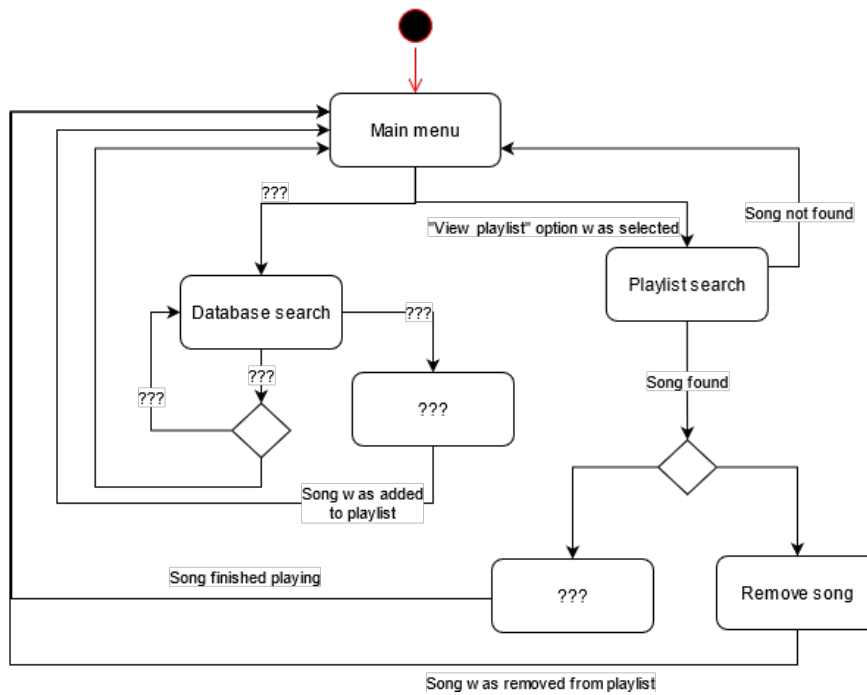 Main menu
???
"View playlist" option was selected
Song not found
Database search
???
Playlist search
???
???
???
Song found
Song was added
to playlist
Song finished playing
???
Remove song
Song was removed from playlist